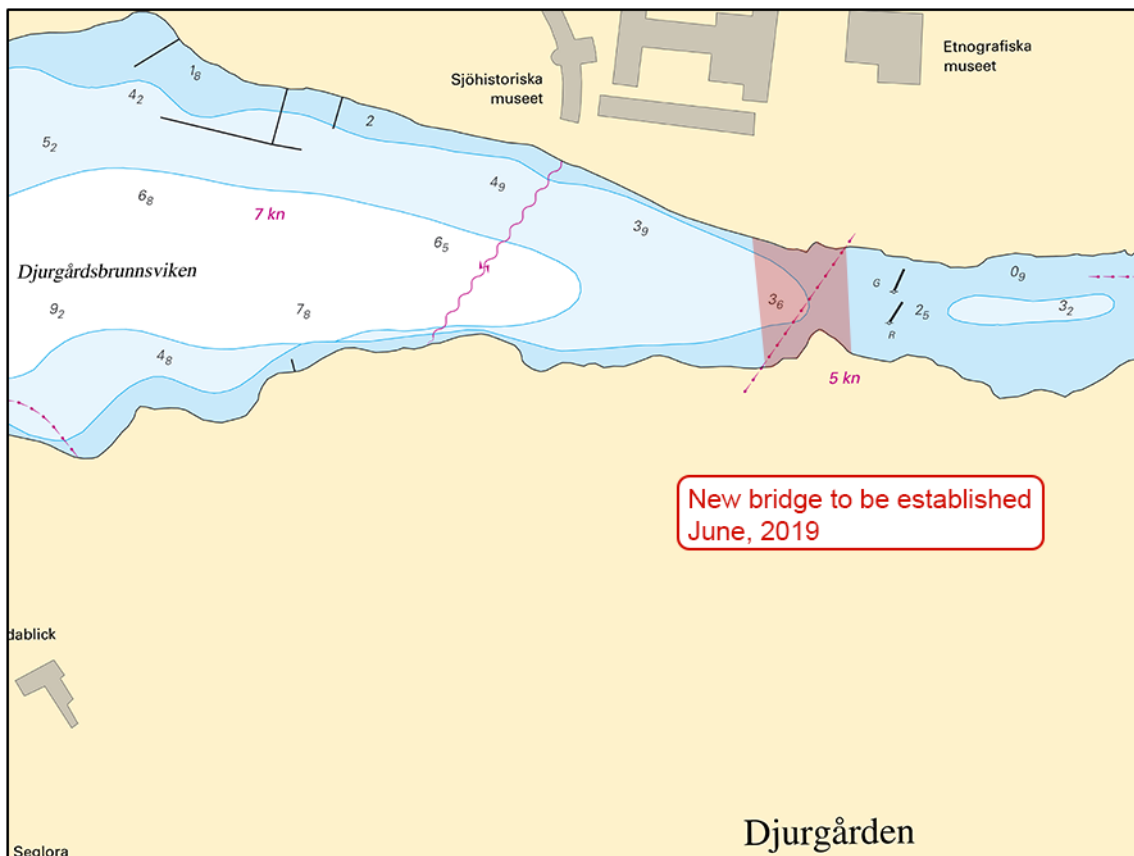 Sjöhistoriska
museet
Etnografiska
museet
1₈
4₂
2
5₂
4₉
6₈
7 kn
3₉
6₅
Djurgårdsbrunnsviken
0₉
G
3₆
2₅
3₂
9₂
7₈
R
4₈
5 kn
New bridge to be established
June, 2019
dablick
Djurgården
Seglora